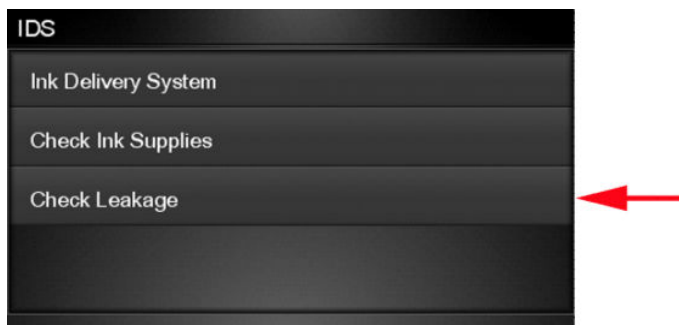 IDS
Ink Delivery System
Check Ink Supplies
Check Leakage